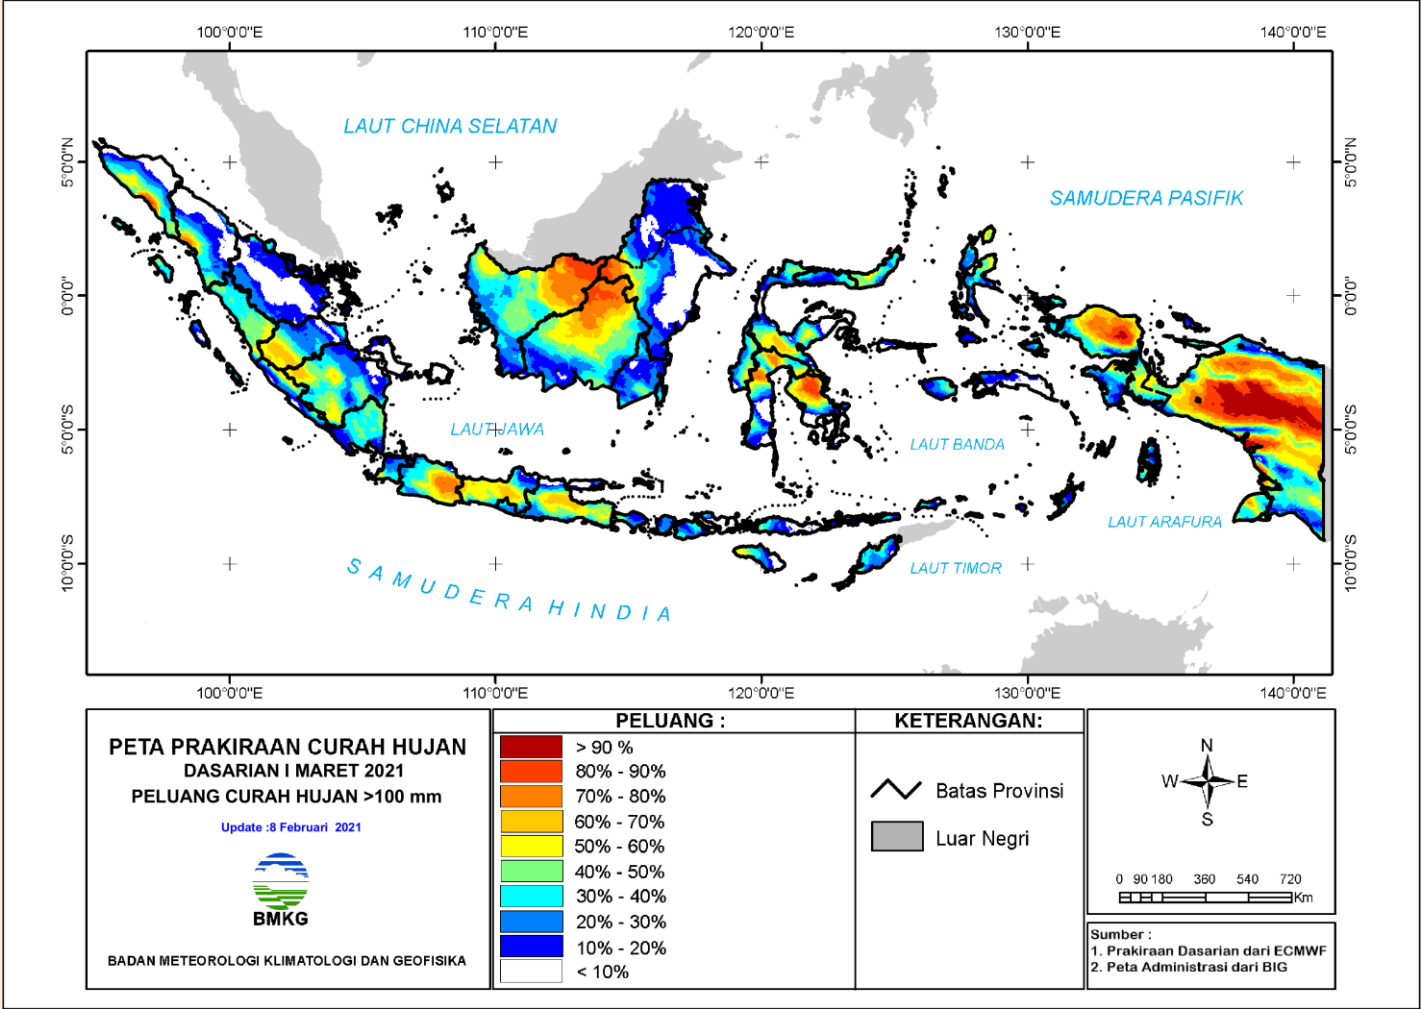 100°0'0"E 110°0'0"E 120°0'0"E 130°0'0"E 140°0'0"E
LAUT CHINA SELATAN
5°0'0"N 5°0'0"N
SAMUDERA PASIFIK
0°0'0" 0°0'0"
5°0'0"S 5°0'0"S
LAUT JAWA
LAUT BANDA
LAUT ARAFURA
10°0'0"S 10°0'0"S
LAUT TIMOR
SAMUDERA HINDIA
100°0'0"E 110°0'0"E 120°0'0"E 130°0'0"E 140°0'0"E
PETA PRAKIRAAN CURAH HUJAN
DASARIAN I MARET 2021
PELUANG CURAH HUJAN >100 mm
Update :8 Februari 2021
BMKG
BADAN METEOROLOGI KLIMATOLOGI DAN GEOFISIKA
PELUANG :
> 90 %
80% - 90%
70% - 80%
60% - 70%
50% - 60%
40% - 50%
30% - 40%
20% - 30%
10% - 20%
< 10%
KETERANGAN:
Batas Provinsi
Luar Negri
N
W E
S
0 90 180 360 540 720
Km
Sumber :
1. Prakiraan Dasarian dari ECMWF
2. Peta Administrasi dari BIG